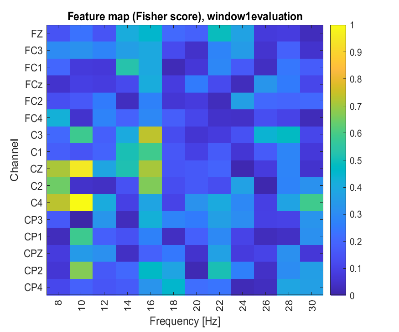 Feature map (Fisher score), window1evaluation
Channel
FZ
FC3
FC1
FCz
FC2
FC4
C3
C1
CZ
C2
C4
CP3
CP1
CPZ
CP2
CP4
8 10 12 14 16 18 20 22 24 26 28 30
Frequency [Hz]
1
0.9
0.8
0.7
0.6
0.5
0.4
0.3
0.2
0.1
0